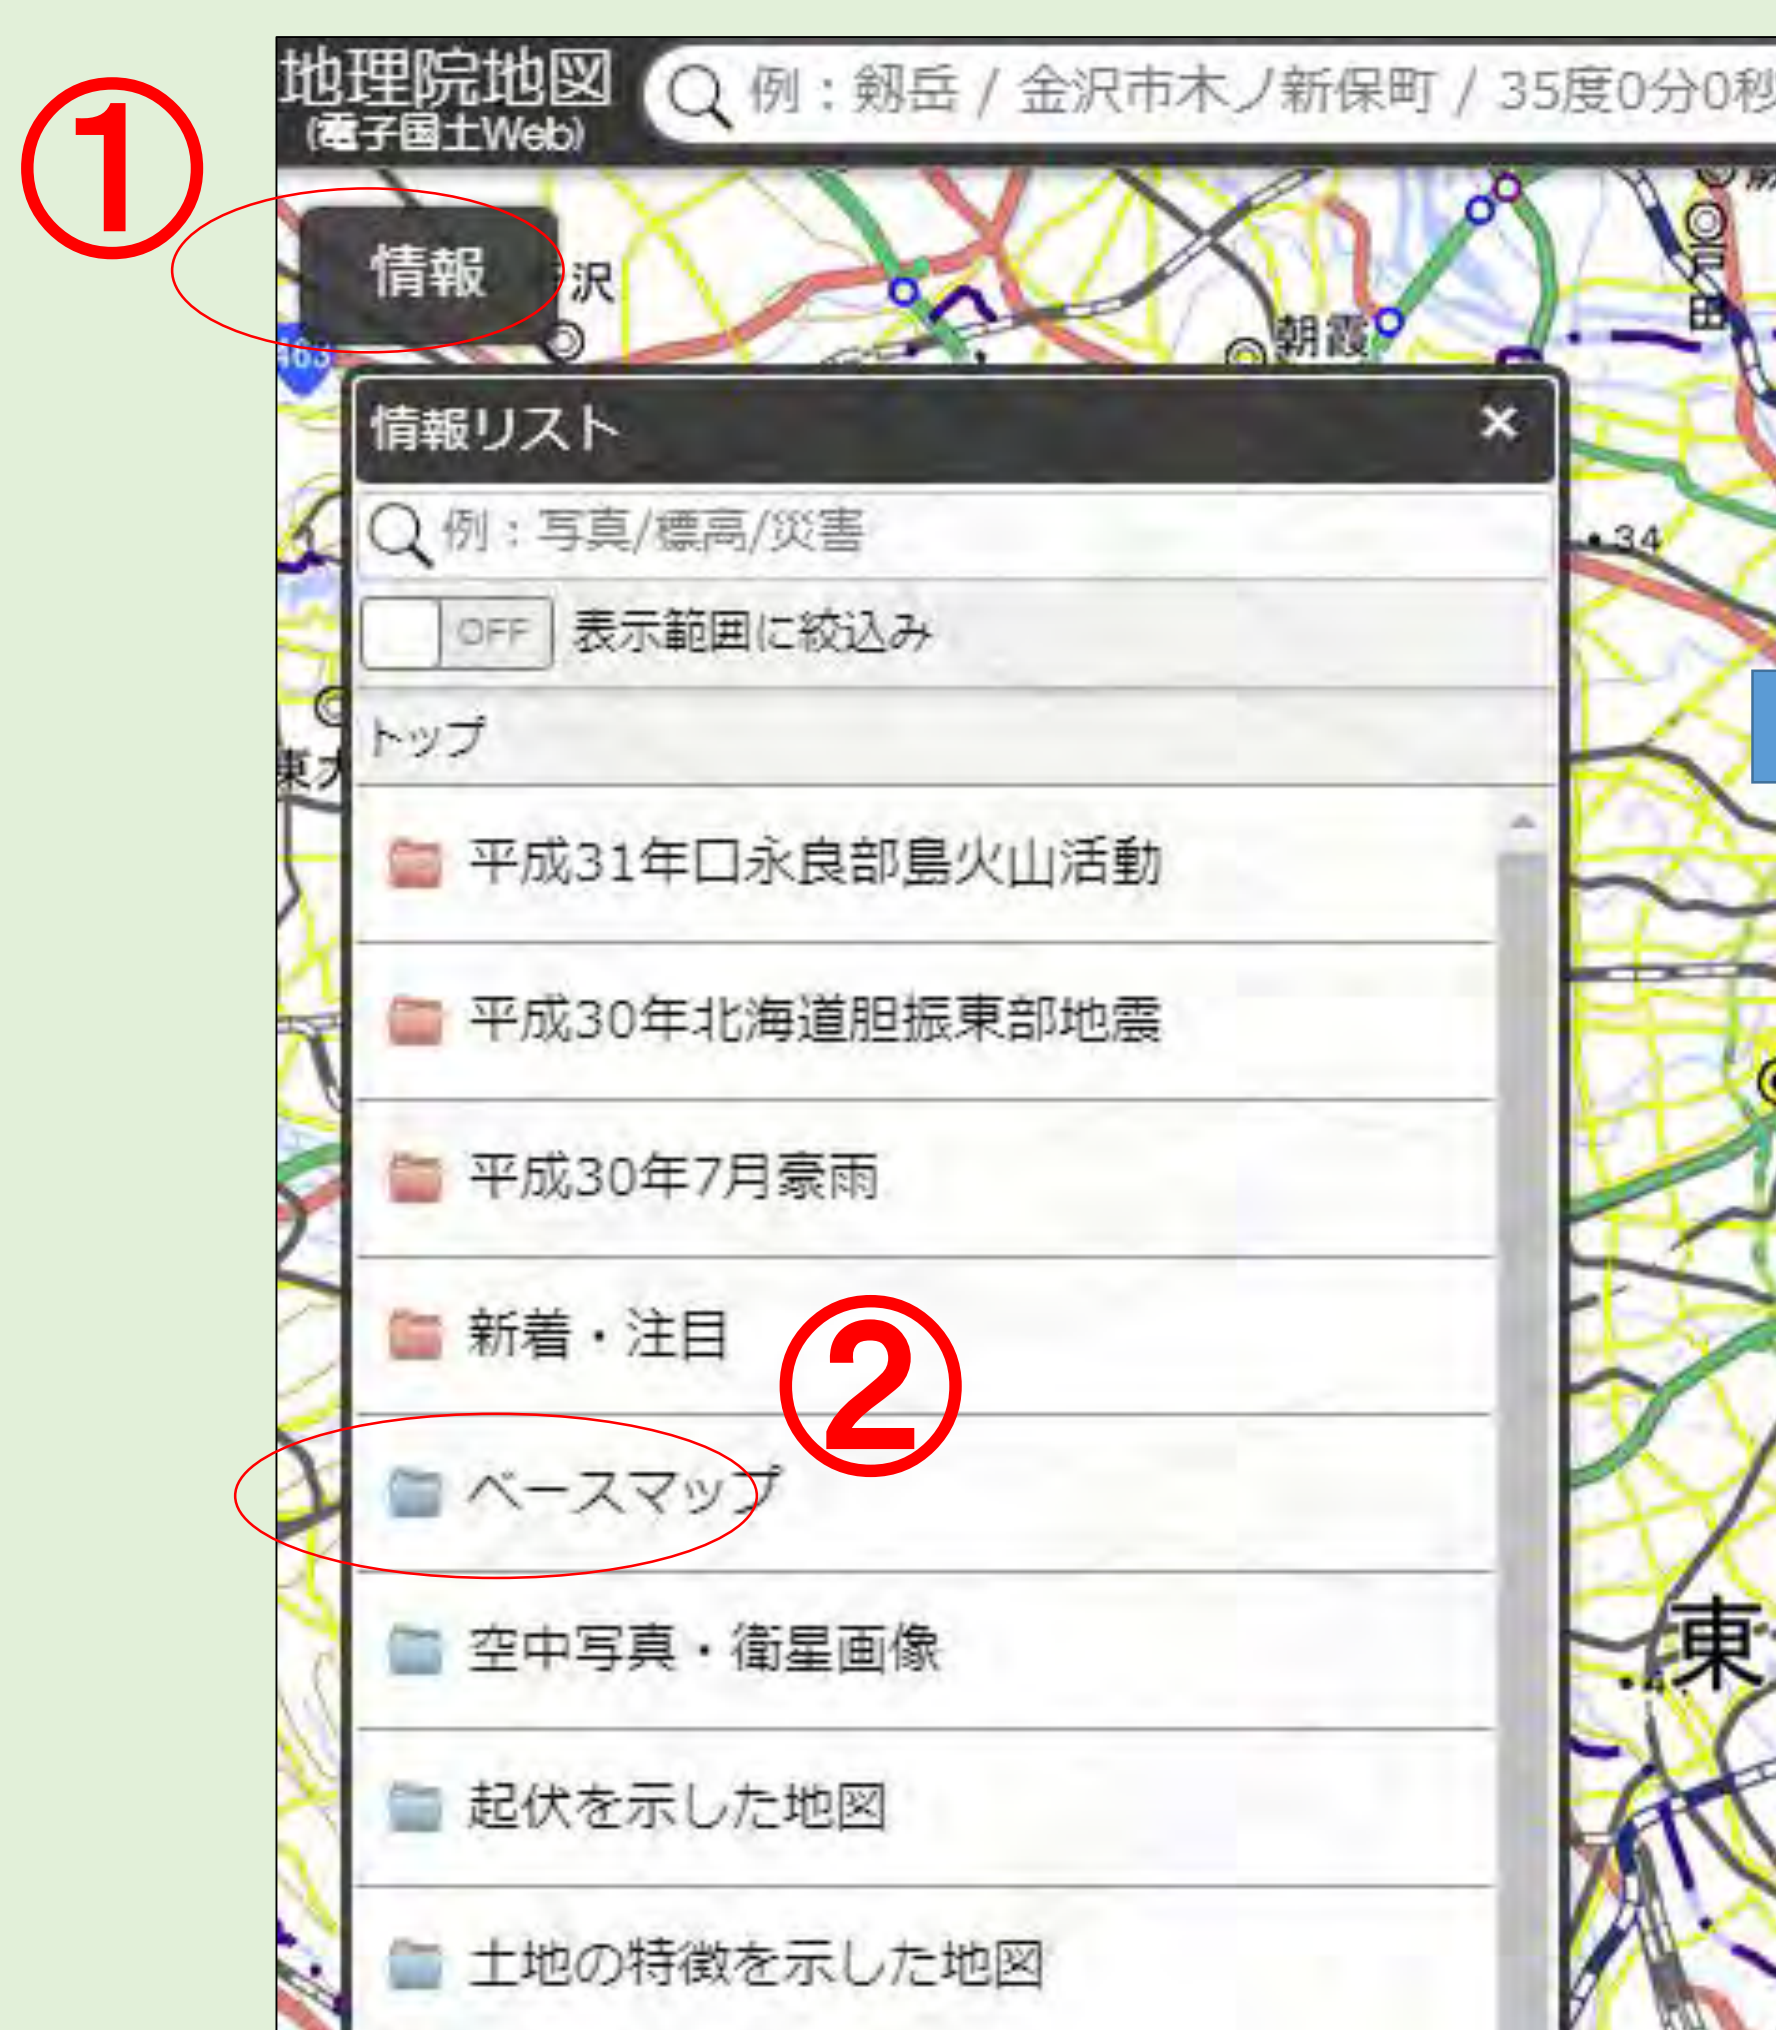 ①
地理院地図
(電子国土Web)
例：剱岳 / 金沢市木ノ新保町 / 35度0分0秒
情報
沢
463
朝霞
戸田
情報リスト
×
例：写真/標高/災害
34
OFF 表示範囲に絞込み
トップ
東大
平成31年口永良部島火山活動
平成30年北海道胆振東部地震
平成30年7月豪雨
新着・注目
②
ベースマップ
空中写真・衛星画像
東
起伏を示した地図
土地の特徴を示した地図